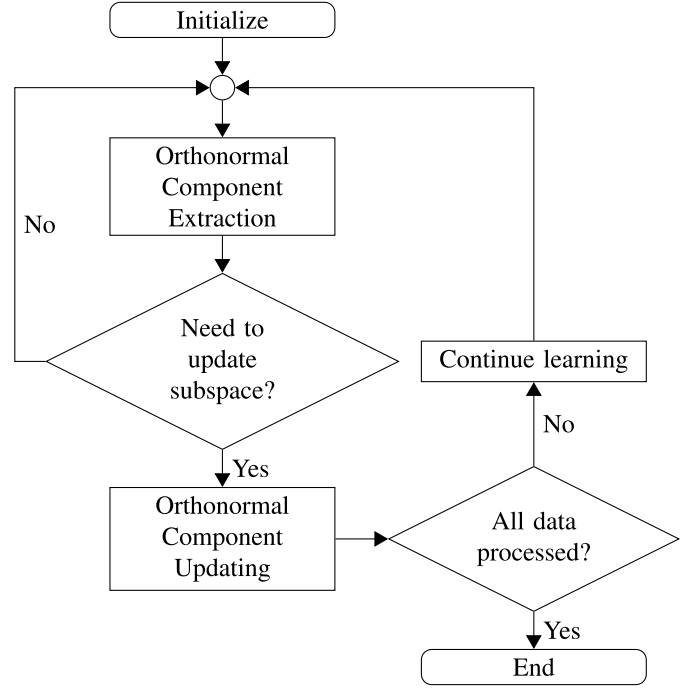 Initialize
Orthonormal
Component
Extraction
No
Need to
update
subspace?
Continue learning
No
Yes
Orthonormal
Component
Updating
All data
processed?
Yes
End